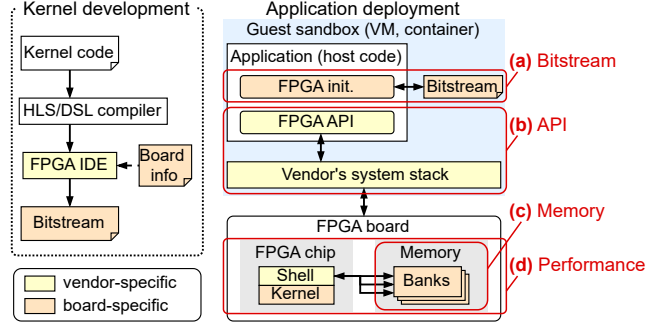 Kernel development
Kernel code
HLS/DSL compiler
FPGA IDE
Board
info
Bitstream
vendor-specific
board-specific
Application deployment
Guest sandbox (VM, container)
Application (host code)
FPGA init.
Bitstream
(a) Bitstream
FPGA API
(b) API
Vendor's system stack
FPGA board
(c) Memory
FPGA chip
Memory
(d) Performance
Shell
Kernel
Banks